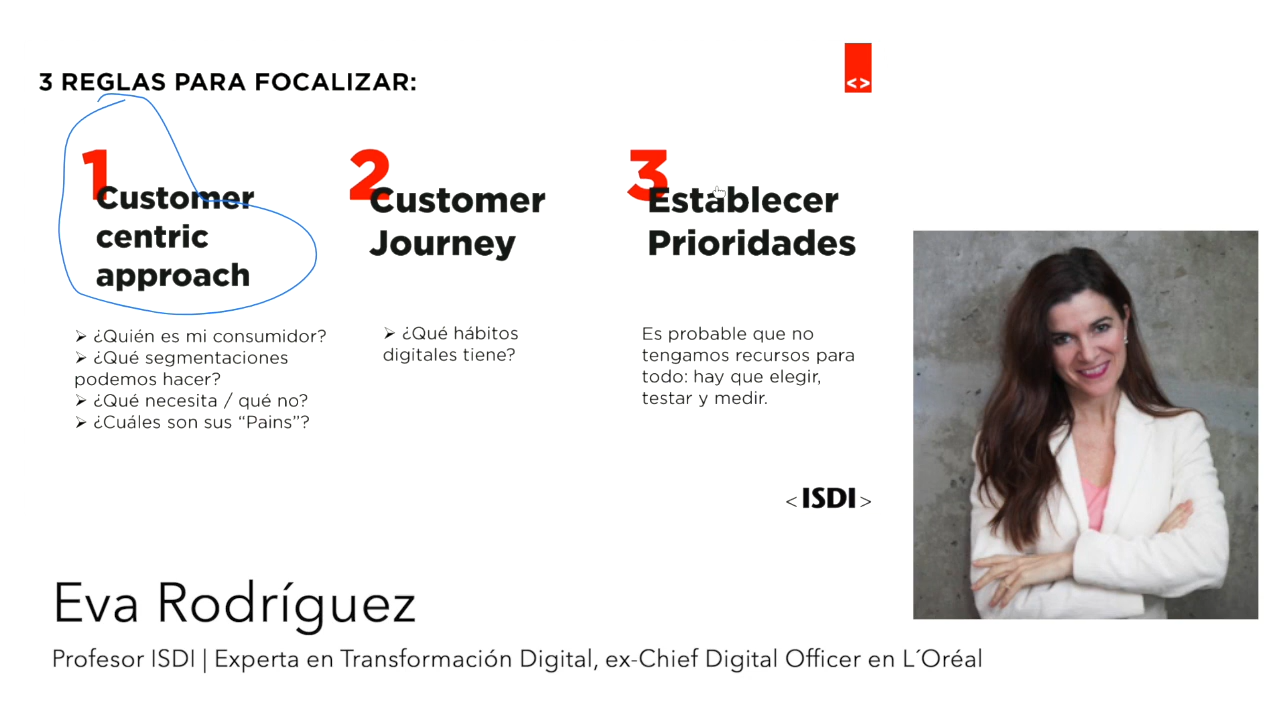 3 REGLAS PARA FOCALIZAR:
<>
1
Customer
centric
approach
➢ ¿Quién es mi consumidor?
➢ ¿Qué segmentaciones
podemos hacer?
➢ ¿Qué necesita / qué no?
➢ ¿Cuáles son sus “Pains”?
2
Customer
Journey
➢ ¿Qué hábitos
digitales tiene?
3
Establecer
Prioridades
Es probable que no
tengamos recursos para
todo: hay que elegir,
testar y medir.
<ISDI>
Eva Rodríguez
Profesor ISDI | Experta en Transformación Digital, ex-Chief Digital Officer en L´Oréal